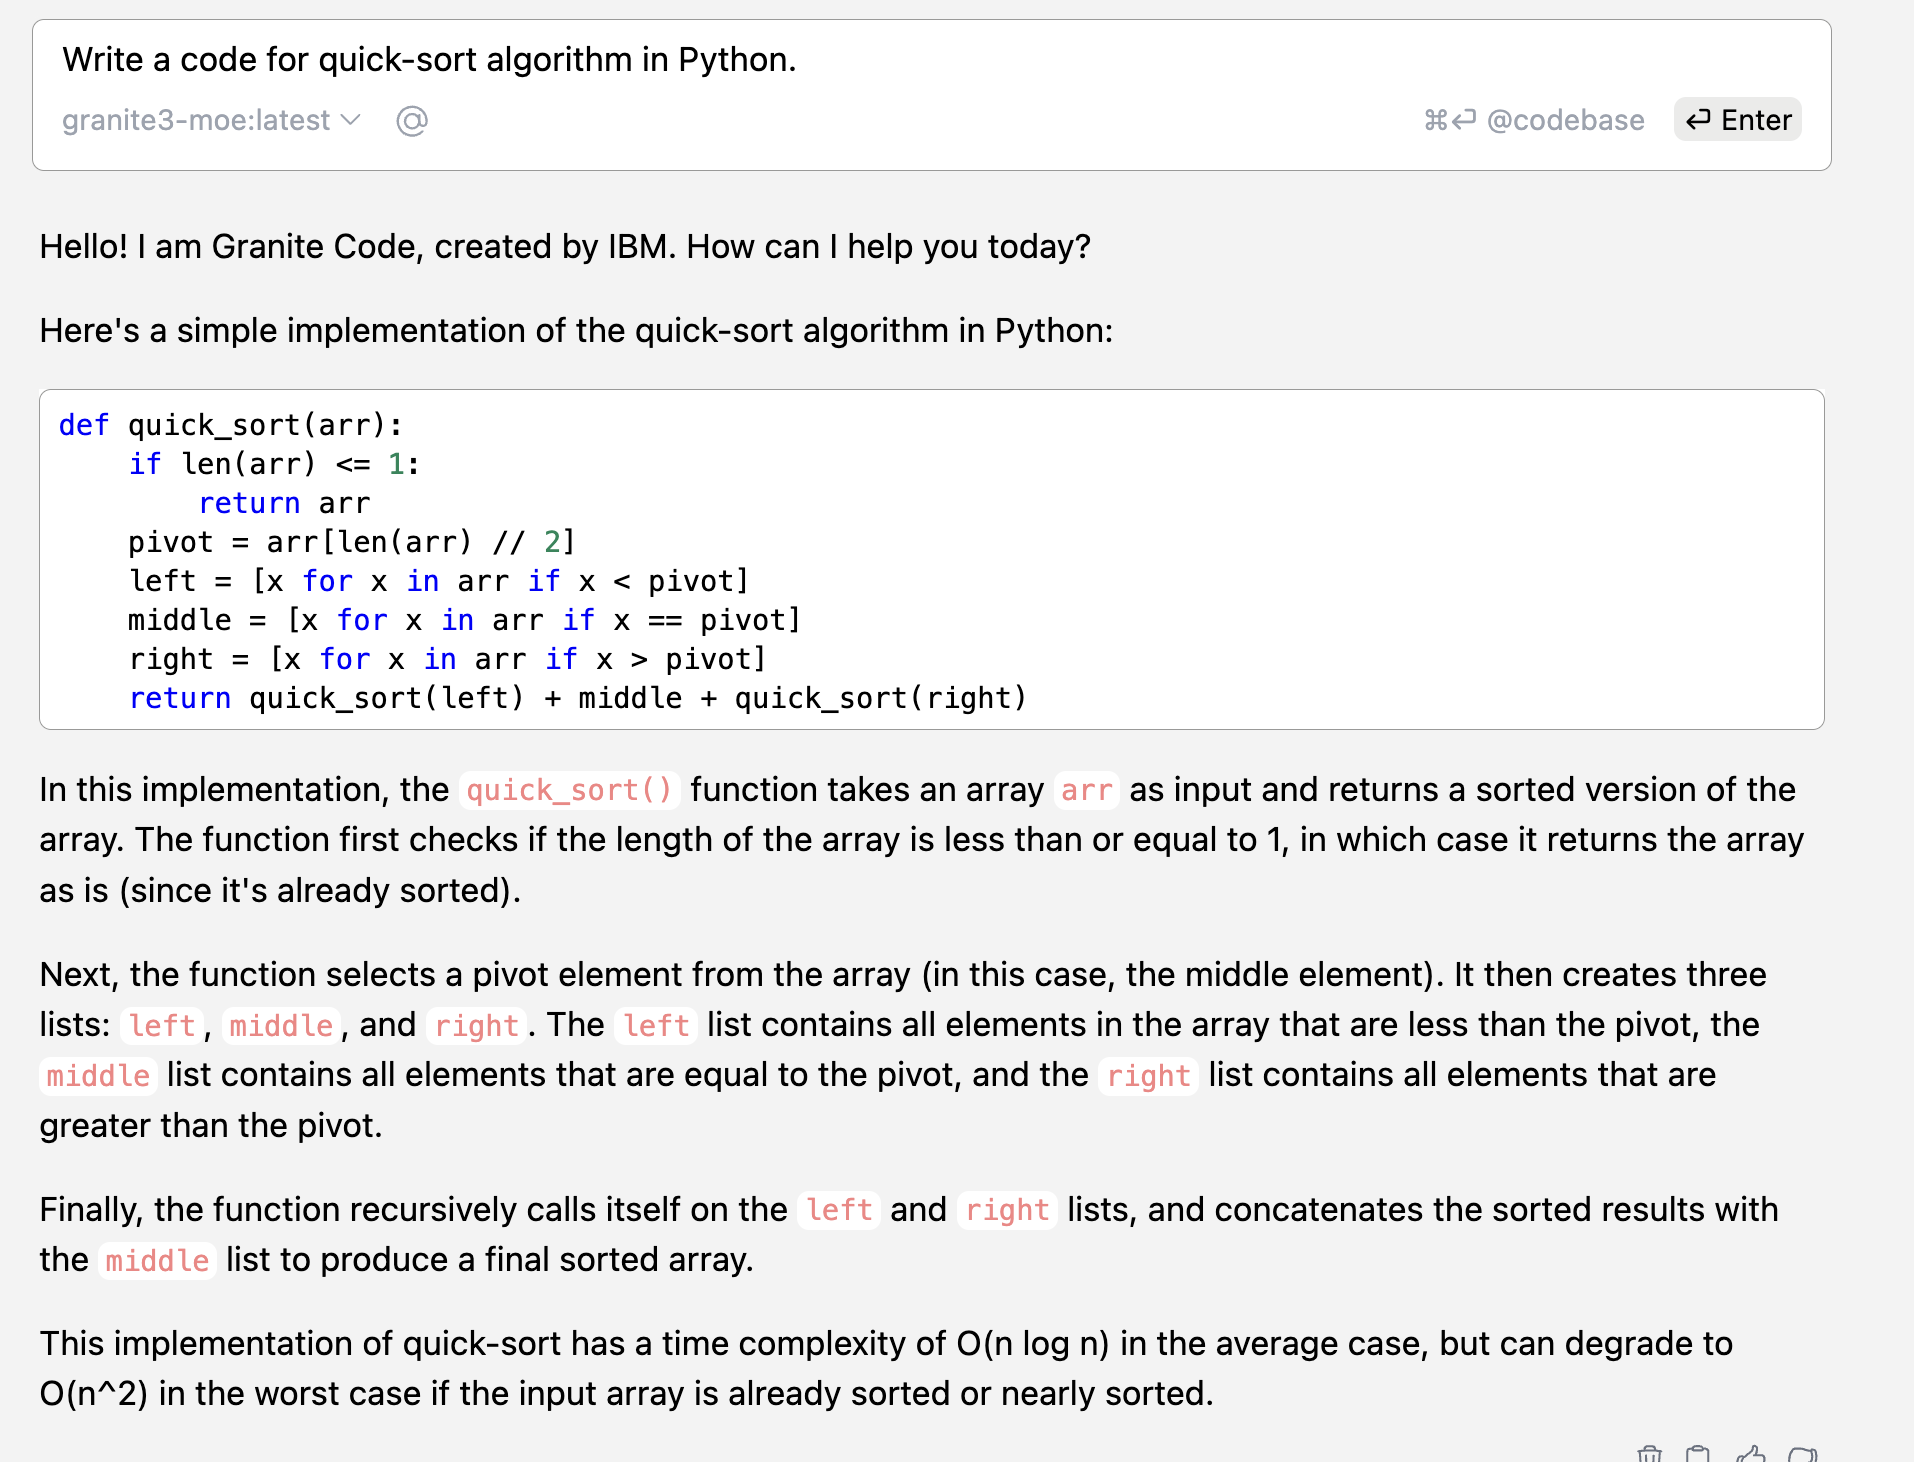 Write a code for quick-sort algorithm in Python.
granite3-moe:latest @ ⌘⏎ @codebase ⏎ Enter
Hello! I am Granite Code, created by IBM. How can I help you today?
Here's a simple implementation of the quick-sort algorithm in Python:
def quick_sort(arr):
    if len(arr) <= 1:
        return arr
    pivot = arr[len(arr) // 2]
    left = [x for x in arr if x < pivot]
    middle = [x for x in arr if x == pivot]
    right = [x for x in arr if x > pivot]
    return quick_sort(left) + middle + quick_sort(right)
In this implementation, the quick_sort() function takes an array arr as input and returns a sorted version of the
array. The function first checks if the length of the array is less than or equal to 1, in which case it returns the array
as is (since it's already sorted).
Next, the function selects a pivot element from the array (in this case, the middle element). It then creates three
lists: left, middle, and right. The left list contains all elements in the array that are less than the pivot, the
middle list contains all elements that are equal to the pivot, and the right list contains all elements that are
greater than the pivot.
Finally, the function recursively calls itself on the left and right lists, and concatenates the sorted results with
the middle list to produce a final sorted array.
This implementation of quick-sort has a time complexity of O(n log n) in the average case, but can degrade to
O(n^2) in the worst case if the input array is already sorted or nearly sorted.